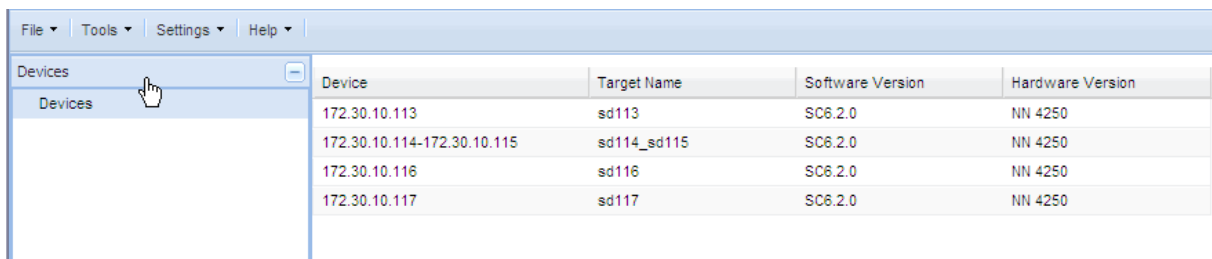 File Tools Settings Help
Devices
Devices
Device Target Name Software Version Hardware Version
172.30.10.113 sd113 SC6.2.0 NN 4250
172.30.10.114-172.30.10.115 sd114_sd115 SC6.2.0 NN 4250
172.30.10.116 sd116 SC6.2.0 NN 4250
172.30.10.117 sd117 SC6.2.0 NN 4250